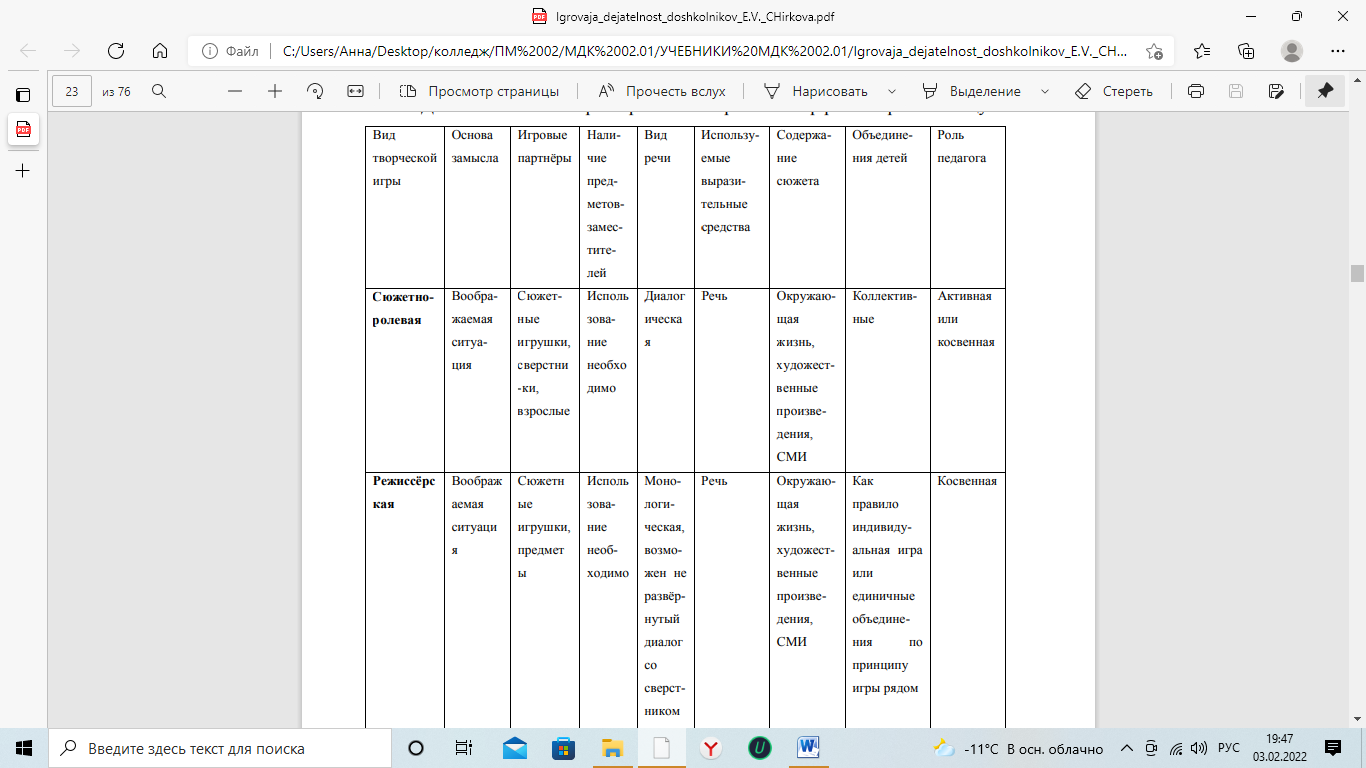 Igrovaja_dejatelnost_doshkolnikov_E.V._CHirkova.pdf
Файл
C:/Users/Анна/Desktop/колледж/ПМ%2002/МДК%2002.01/УЧЕБНИКИ%20МДК%2002.01/Igrovaja_dejatelnost_doshkolnikov_E.V._CH...
23 из 76
Просмотр страницы
Прочесть вслух
Нарисовать
Выделение
Стереть
Вид
творческой
игры
Основа
замысла
Игровые
партнёры
Нали-
чие
пред-
метов-
замес-
тите-
лей
Вид
речи
Использу-
емые
вырази-
тельные
средства
Содержа-
ние
сюжета
Объедине-
ния детей
Роль
педагога
Сюжетно-
ролевая
Вообра-
жаемая
ситуа-
ция
Сюжет-
ные
игрушки,
сверстни
-ки,
взрослые
Исполь
зова-
ние
необхо
димо
Диалог
ическа
я
Речь
Окружаю-
щая
жизнь,
художест-
венные
произве-
дения,
СМИ
Коллектив-
ные
Активная
или
косвенная
Режиссёрс
кая
Воображ
аемая
ситуаци
я
Сюжетн
ые
игрушки,
предмет
ы
Исполь
зова-
ние
необ-
ходимо
Моно-
логи-
ческая,
возмо-
жен не
развёр-
нутый
диалог
со
сверст-
ником
Речь
Окружаю-
щая
жизнь,
художест-
венные
произве-
дения,
СМИ
Как
правило
индивиду-
альная игра
или
единичные
объедине-
ния по
принципу
игры рядом
Косвенная
Введите здесь текст для поиска
-11°C В осн. облачно
РУС
19:47
03.02.2022